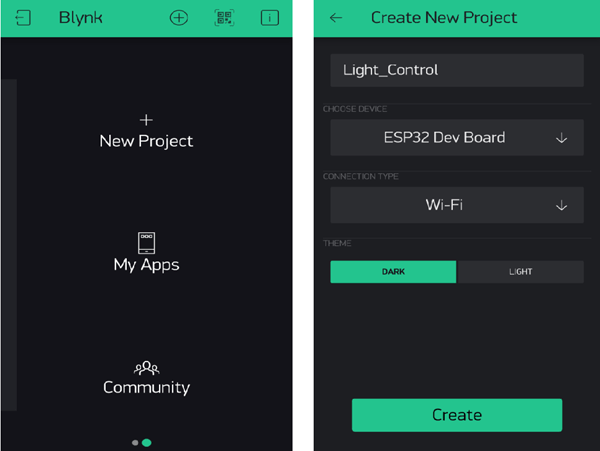 Blynk
New Project
My Apps
Community
Create New Project
Light_Control
CHOOSE DEVICE
ESP32 Dev Board
CONNECTION TYPE
Wi-Fi
THEME
DARK
LIGHT
Create